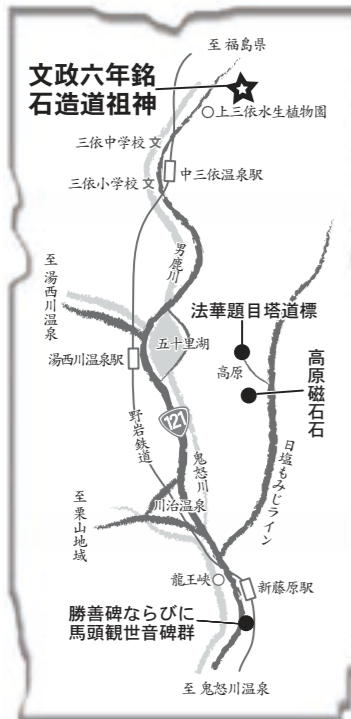 至 福島県
文政六年銘
石造道祖神
上三依水生植物園
三依中学校
中三依温泉駅
三依小学校
男鹿川
至 湯西川温泉
法華題目塔道標
五十里湖
湯西川温泉駅
高原
高原磁石石
121
野岩鉄道
鬼怒川
日塩もみじライン
川治温泉
至 栗山地域
龍王峡
新藤原駅
勝善碑ならびに
馬頭観世音碑群
至 鬼怒川温泉